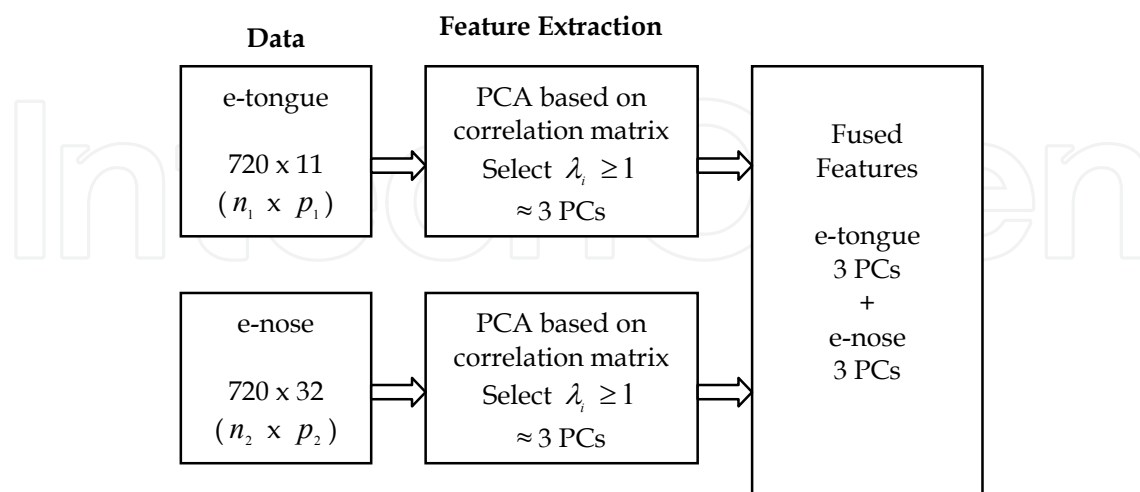 Data
Feature Extraction
e-tongue
720 x 11
( n₁ x p₁ )
PCA based on
correlation matrix
Select λᵢ ≥ 1
≈ 3 PCs
e-nose
720 x 32
( n₂ x p₂ )
PCA based on
correlation matrix
Select λᵢ ≥ 1
≈ 3 PCs
Fused
Features
e-tongue
3 PCs
+
e-nose
3 PCs